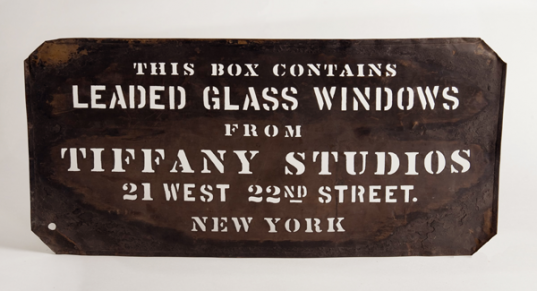 THIS BOX CONTAINS
LEADED GLASS WINDOWS
FROM
TIFFANY STUDIOS
21 WEST 22ND STREET.
NEW YORK